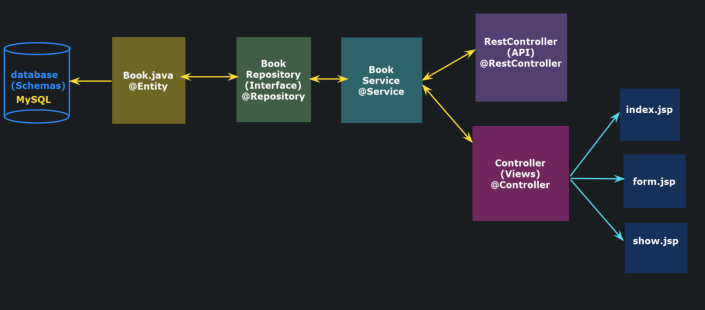 database
(Schemas)
MySQL
Book.java
@Entity
Book
Repository
(Interface)
@Repository
Book
Service
@Service
RestController
(API)
@RestController
Controller
(Views)
@Controller
index.jsp
form.jsp
show.jsp